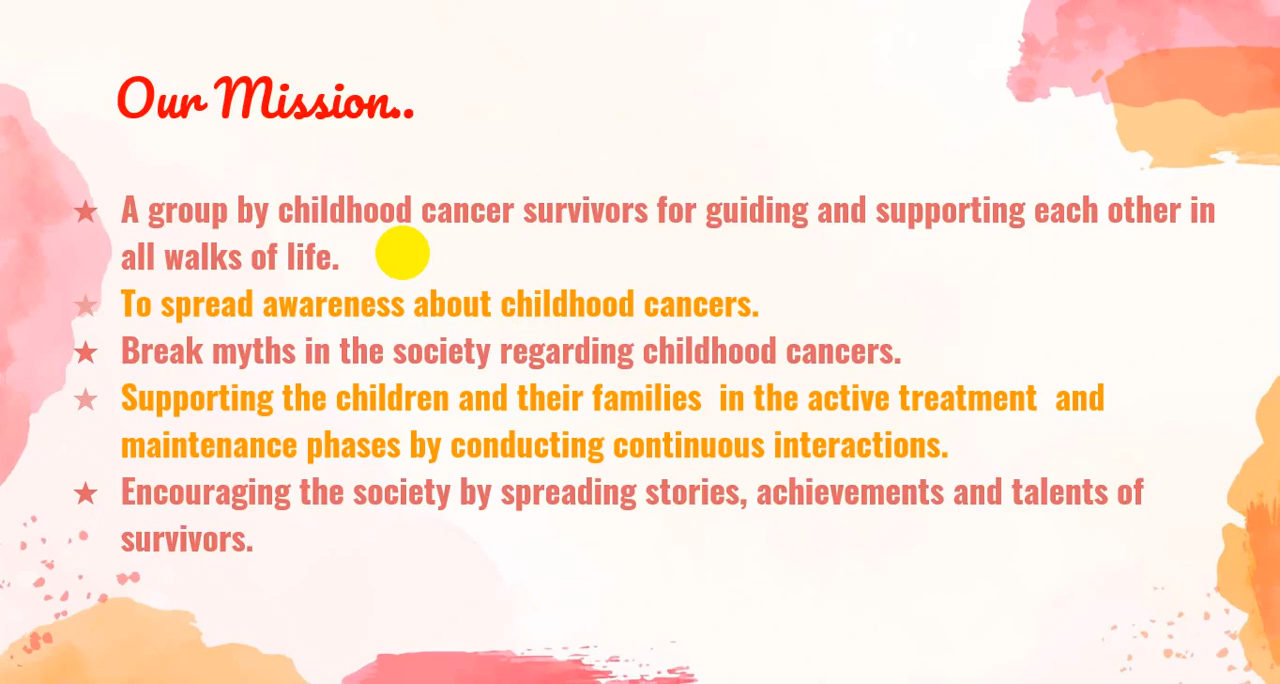 Our Mission..
★ A group by childhood cancer survivors for guiding and supporting each other in
all walks of life.
★ To spread awareness about childhood cancers.
★ Break myths in the society regarding childhood cancers.
★ Supporting the children and their families  in the active treatment  and
maintenance phases by conducting continuous interactions.
★ Encouraging the society by spreading stories, achievements and talents of
survivors.